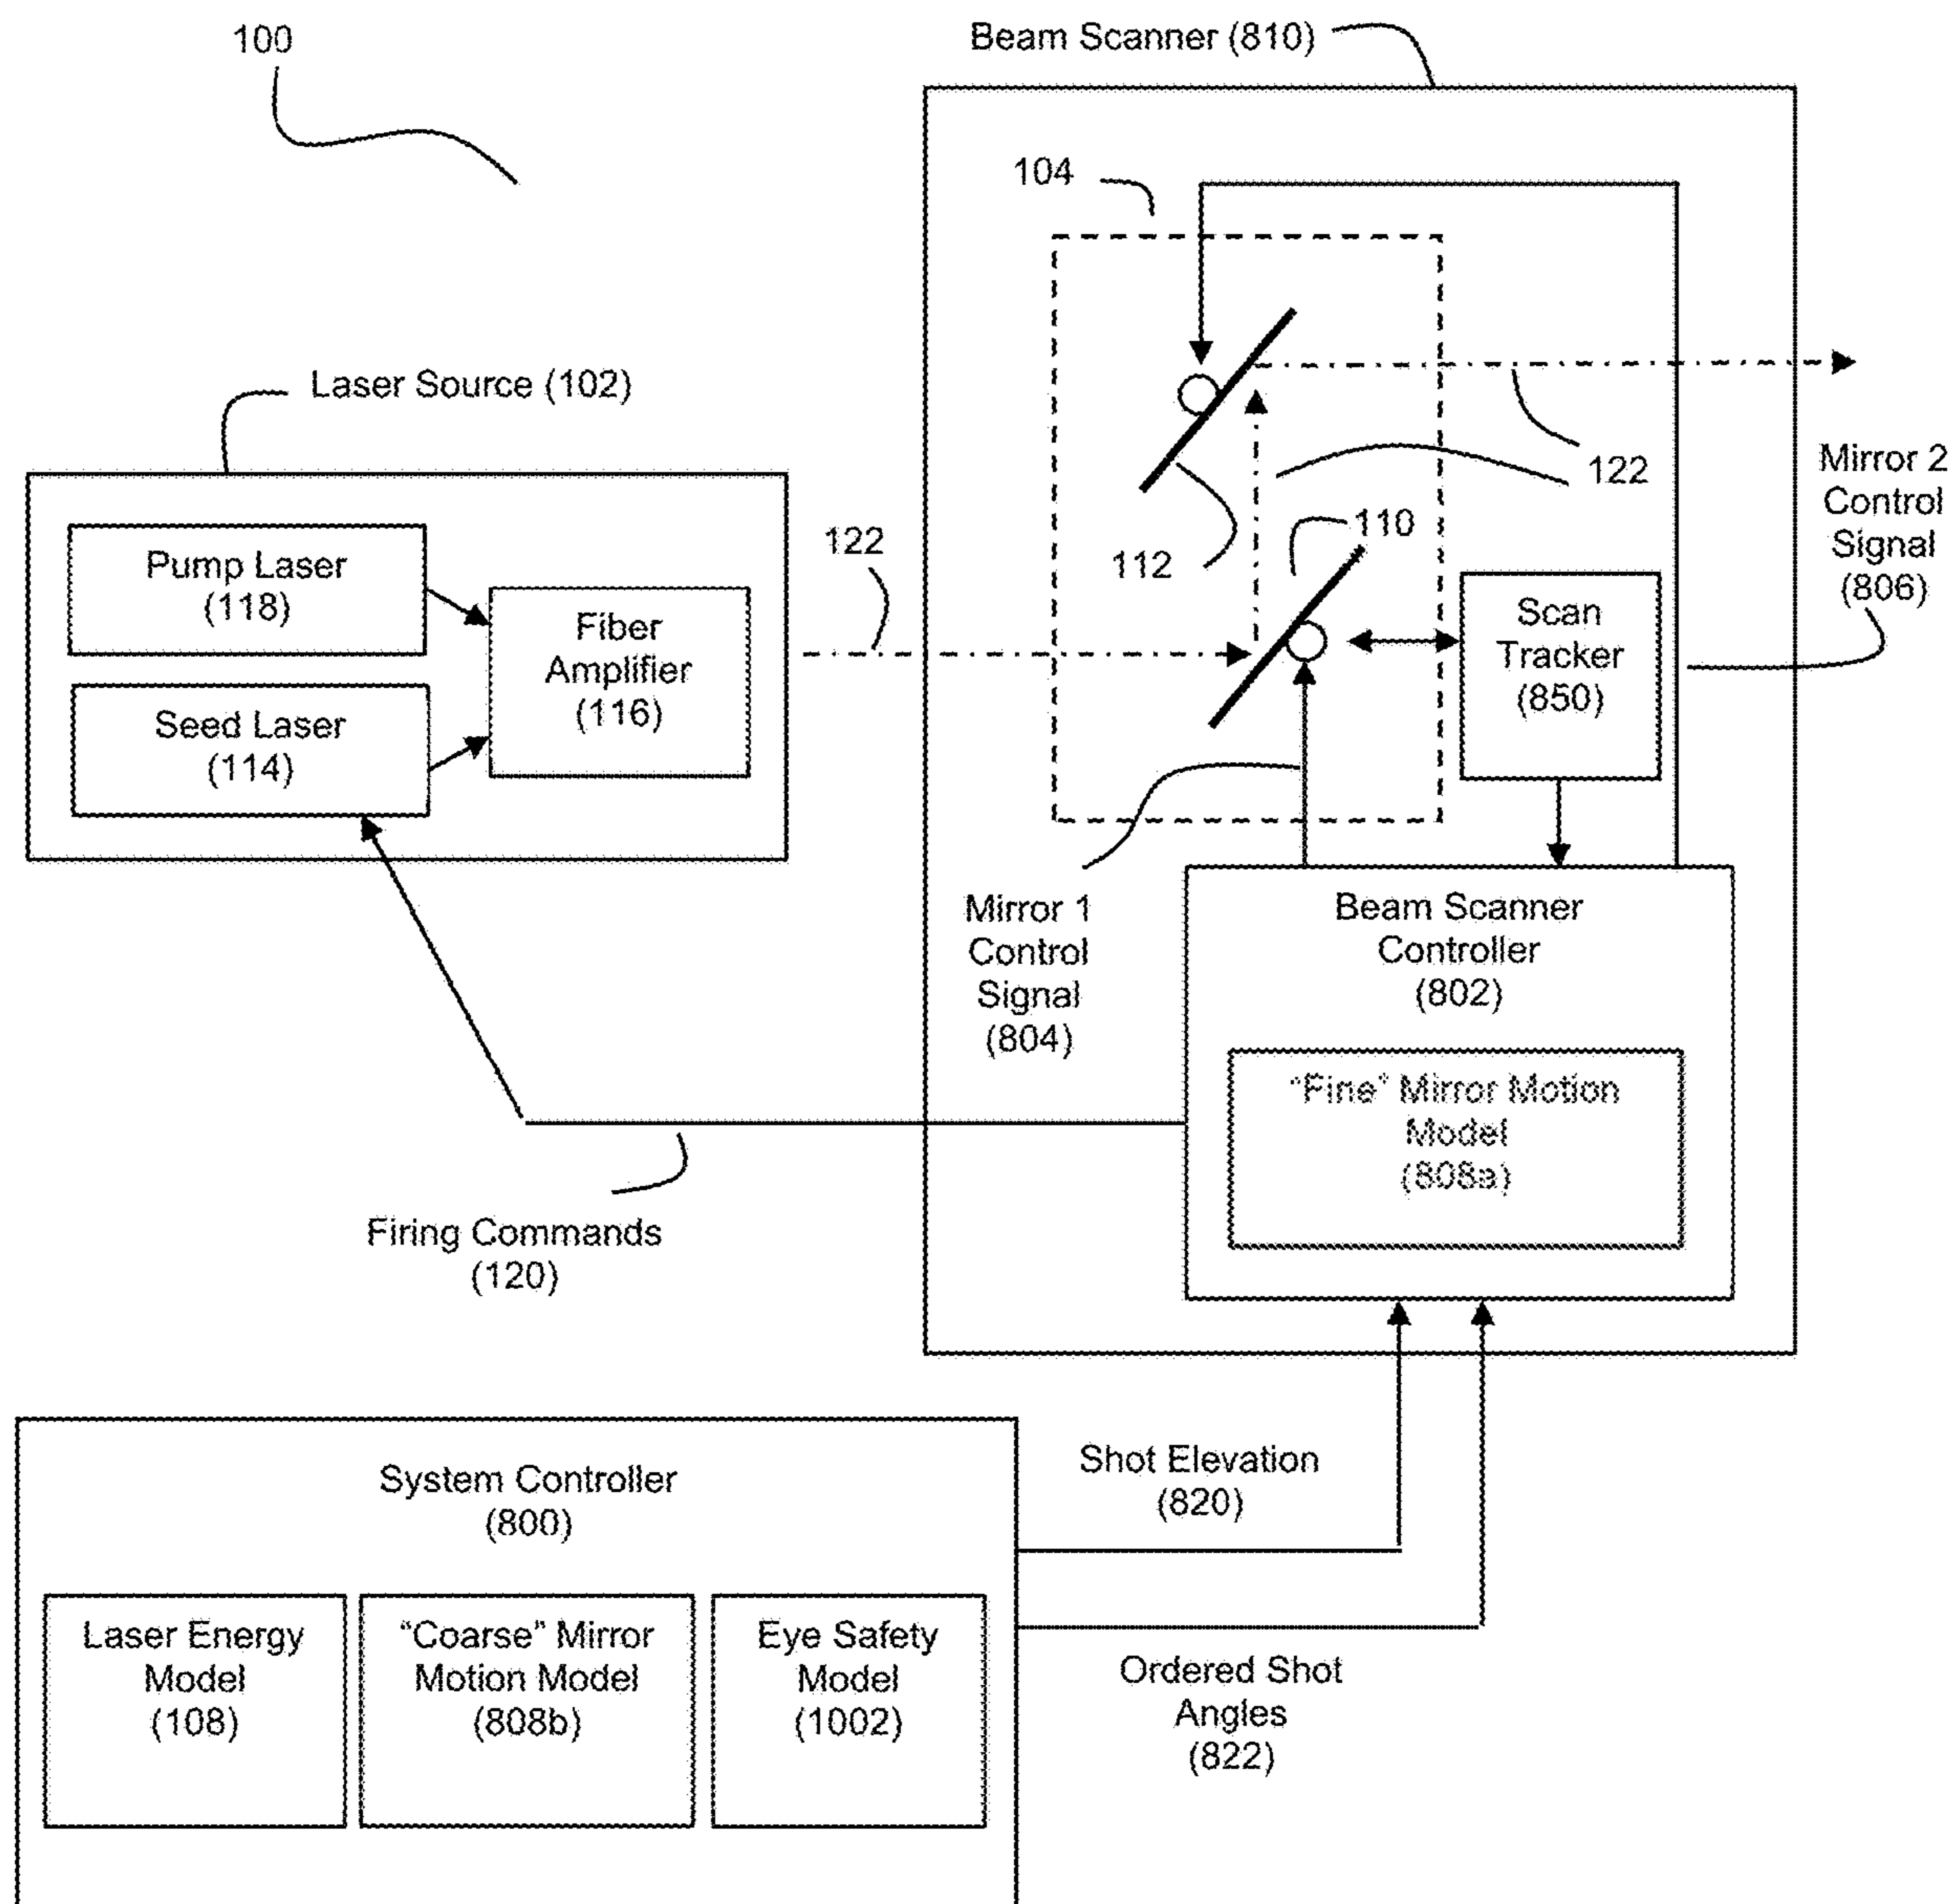 100
Beam Scanner (810)
104
Laser Source (102)
Pump Laser
(118)
Seed Laser
(114)
Fiber
Amplifier
(116)
122
112
110
122
Mirror 2
Control
Signal
(806)
Scan
Tracker
(850)
Mirror 1
Control
Signal
(804)
Beam Scanner
Controller
(802)
“Fine” Mirror Motion
Model
(808a)
Firing Commands
(120)
System Controller
(800)
Laser Energy
Model
(108)
“Coarse” Mirror
Motion Model
(808b)
Eye Safety
Model
(1002)
Shot Elevation
(820)
Ordered Shot
Angles
(822)